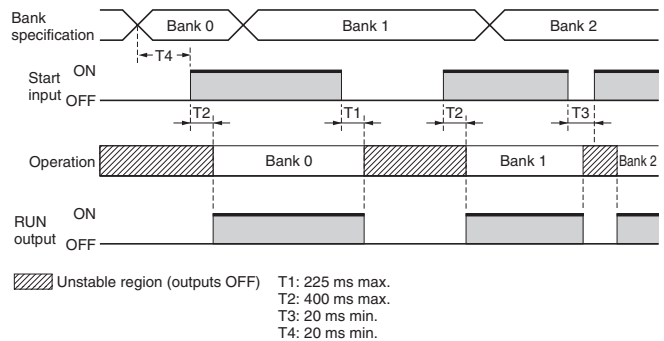 Bank
specification
Bank 0
Bank 1
Bank 2
T4
Start
input
ON
OFF
T2
T1
T2
T3
Operation
Bank 0
Bank 1
Bank 2
RUN
output
ON
OFF
Unstable region (outputs OFF)
T1: 225 ms max.
T2: 400 ms max.
T3: 20 ms min.
T4: 20 ms min.